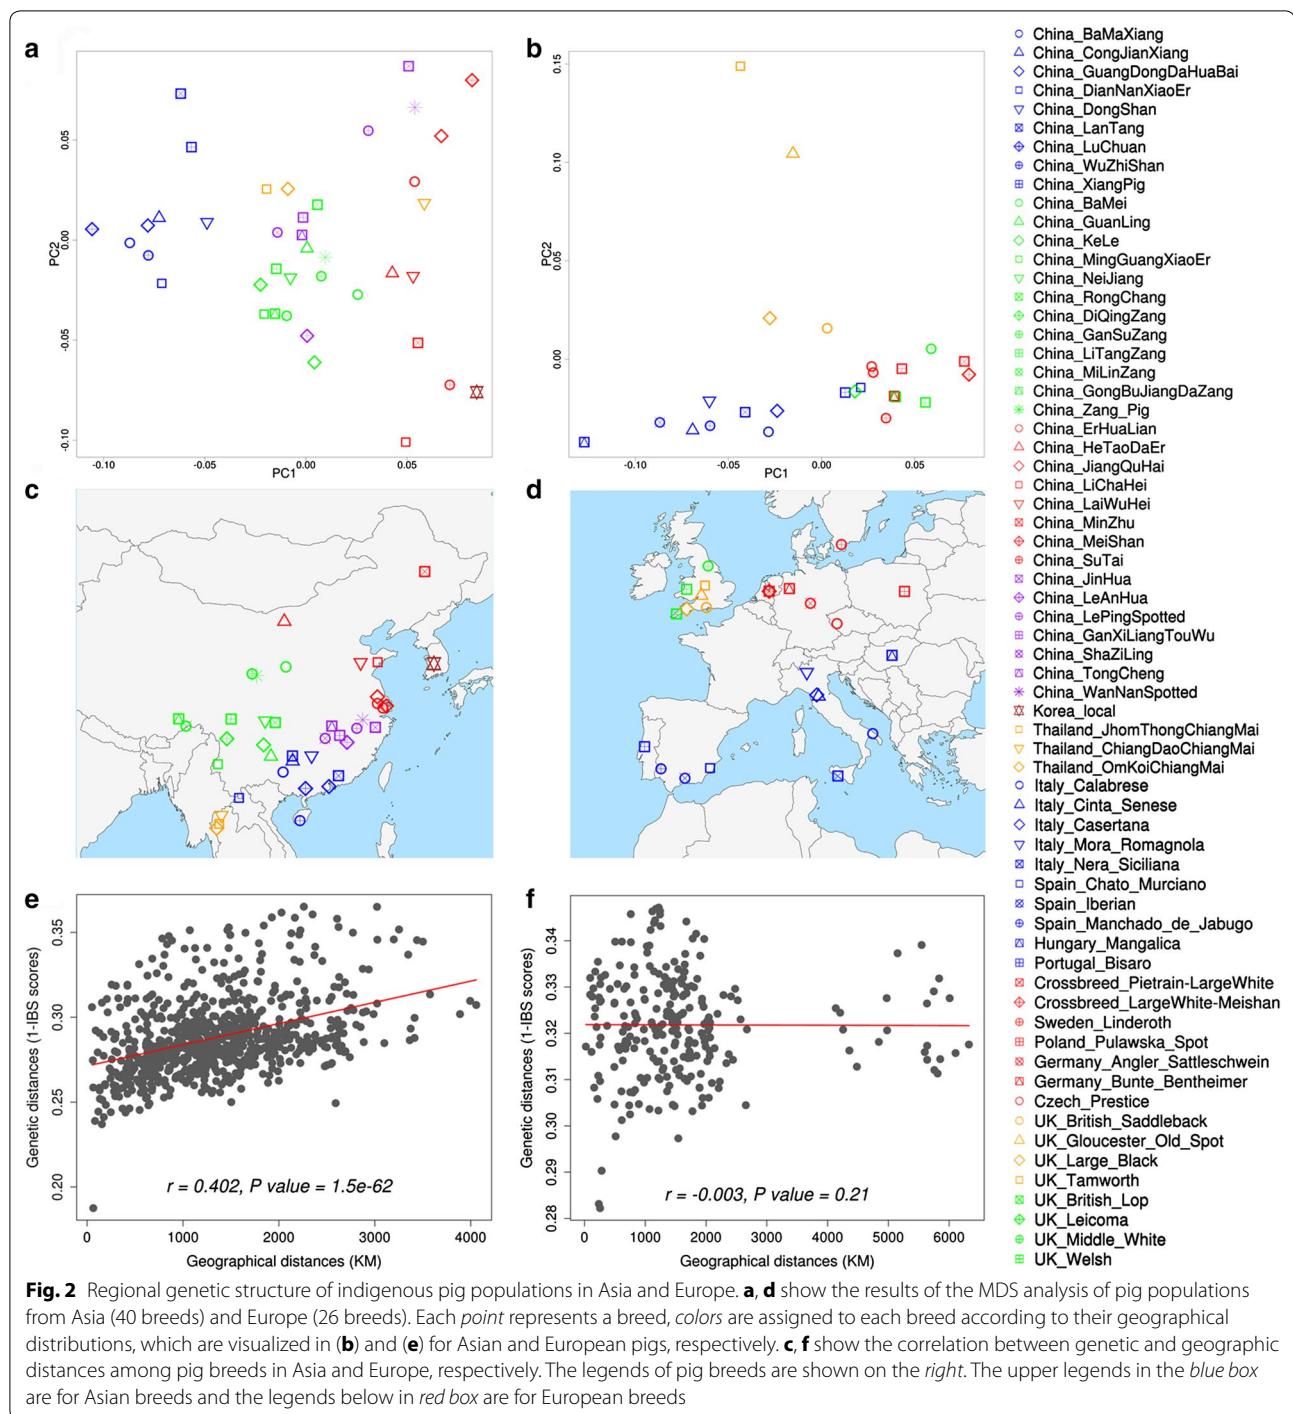 a
b
0.05
0.00
-0.05
-0.10
PC2
-0.10
-0.05
0.00
0.05
PC1
0.15
0.10
0.05
0.00
PC2
-0.10
-0.05
0.00
0.05
PC1
c
d
e
f
0.35
0.30
0.25
0.20
Genetic distances (1-IBS scores)
r = 0.402, P value = 1.5e-62
0
1000
2000
3000
4000
Geographical distances (KM)
0.34
0.33
0.32
0.31
0.30
0.29
0.28
Genetic distances (1-IBS scores)
r = -0.003, P value = 0.21
0
1000
2000
3000
4000
5000
6000
Geographical distances (KM)
China_BaMaXiang
China_CongJianXiang
China_GuangDongDaHuaBai
China_DianNanXiaoEr
China_DongShan
China_LanTang
China_LuChuan
China_WuZhiShan
China_XiangPig
China_BaMei
China_GuanLing
China_KeLe
China_MingGuangXiaoEr
China_NeiJiang
China_RongChang
China_DiQingZang
China_GanSuZang
China_LiTangZang
China_MiLinZang
China_GongBuJiangDaZang
China_Zang_Pig
China_ErHuaLian
China_HeTaoDaEr
China_JiangQuHai
China_LiChaHei
China_LaiWuHei
China_MinZhu
China_MeiShan
China_SuTai
China_JinHua
China_LeAnHua
China_LePingSpotted
China_GanXiLiangTouWu
China_ShaZiLing
China_TongCheng
China_WanNanSpotted
Korea_local
Thailand_JhomThongChiangMai
Thailand_ChiangDaoChiangMai
Thailand_OmKoiChiangMai
Italy_Calabrese
Italy_Cinta_Senese
Italy_Casertana
Italy_Mora_Romagnola
Italy_Nera_Siciliana
Spain_Chato_Murciano
Spain_Iberian
Spain_Manchado_de_Jabugo
Hungary_Mangalica
Portugal_Bisaro
Crossbreed_Pietrain-LargeWhite
Crossbreed_LargeWhite-Meishan
Sweden_Linderoth
Poland_Pulawska_Spot
Germany_Angler_Sattleschwein
Germany_Bunte_Bentheimer
Czech_Prestice
UK_British_Saddleback
UK_Gloucester_Old_Spot
UK_Large_Black
UK_Tamworth
UK_British_Lop
UK_Leicoma
UK_Middle_White
UK_Welsh
Fig. 2 Regional genetic structure of indigenous pig populations in Asia and Europe. a, d show the results of the MDS analysis of pig populations
from Asia (40 breeds) and Europe (26 breeds). Each point represents a breed, colors are assigned to each breed according to their geographical
distributions, which are visualized in (b) and (e) for Asian and European pigs, respectively. c, f show the correlation between genetic and geographic
distances among pig breeds in Asia and Europe, respectively. The legends of pig breeds are shown on the right. The upper legends in the blue box
are for Asian breeds and the legends below in red box are for European breeds